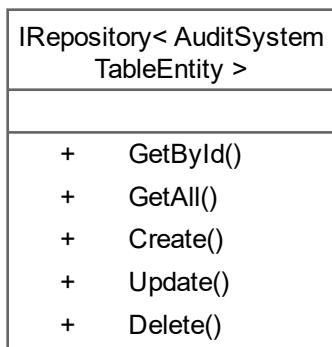 IRepository< AuditSystem
TableEntity >
+ GetById()
+ GetAll()
+ Create()
+ Update()
+ Delete()